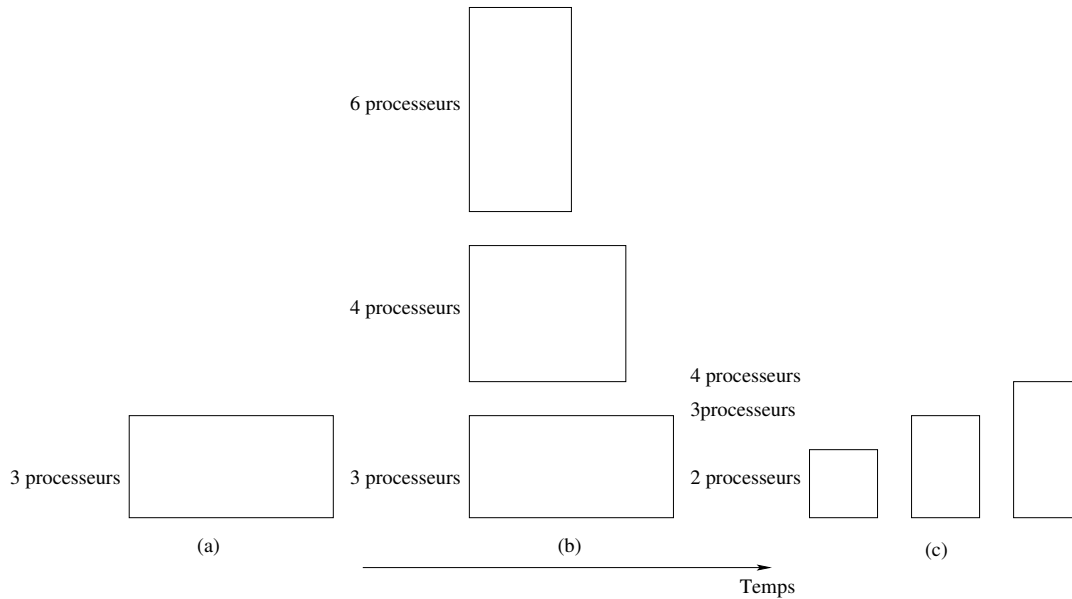 6 processeurs
4 processeurs
4 processeurs
3processeurs
3 processeurs
3 processeurs
2 processeurs
(a)
(b)
(c)
Temps